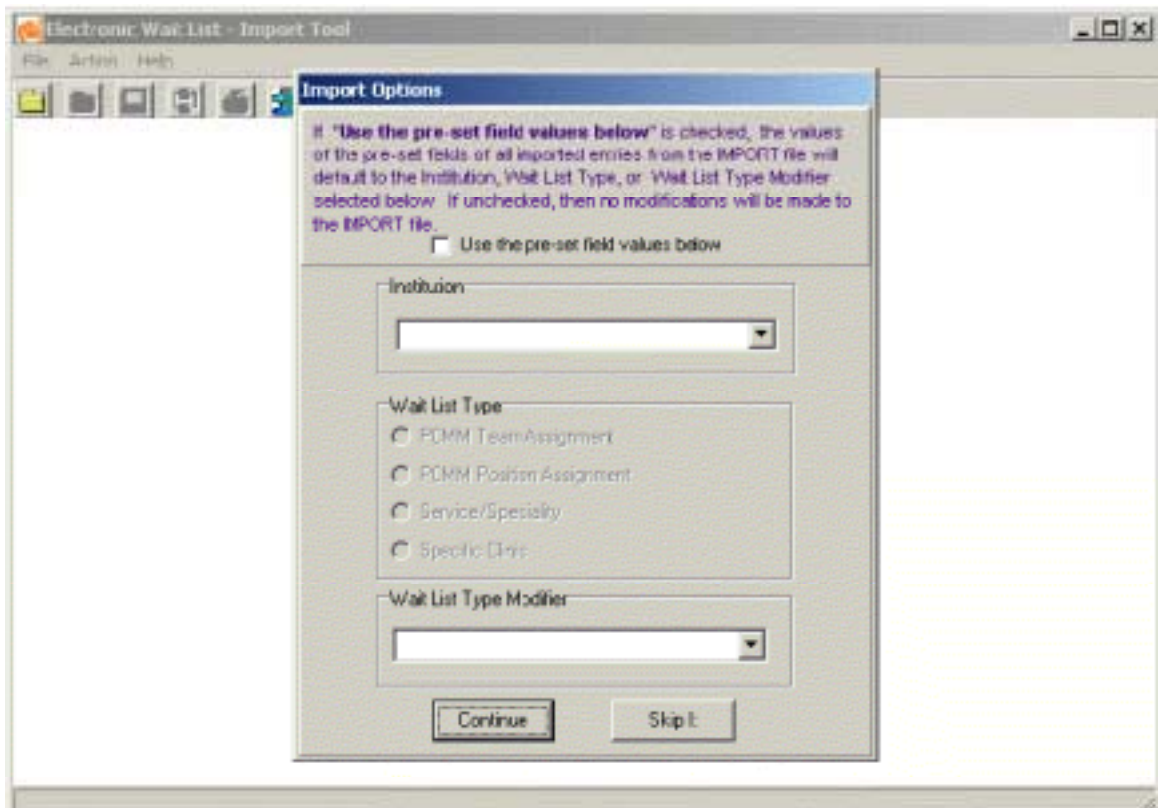 Electronic Wait List - Import Tool
File Action Help
Import Options
If "Use the pre-set field values below" is checked, the values
of the pre-set fields of all imported entries from the IMPORT file will
default to the Institution, Wait List Type, or Wait List Type Modifier
selected below. If unchecked, then no modifications will be made to
the IMPORT file.
Use the pre-set field values below
Institution
Wait List Type
PCMM Team Assignment
PCMM Position Assignment
Service/Speciality
Specific Clinic
Wait List Type Modifier
Continue Skip It